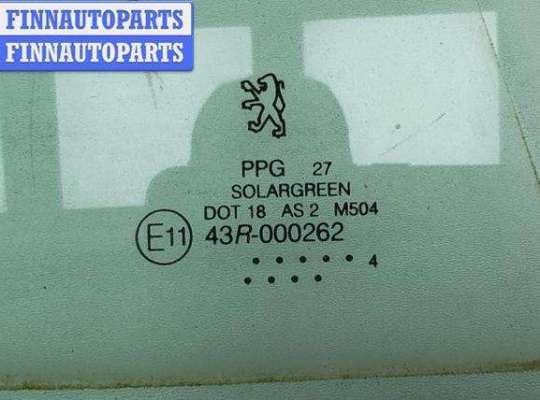 FINNAUTOPARTS
FINNAUTOPARTS
PPG 27
SOLARGREEN
DOT 18 AS 2 M504
E11 43R-000262
4